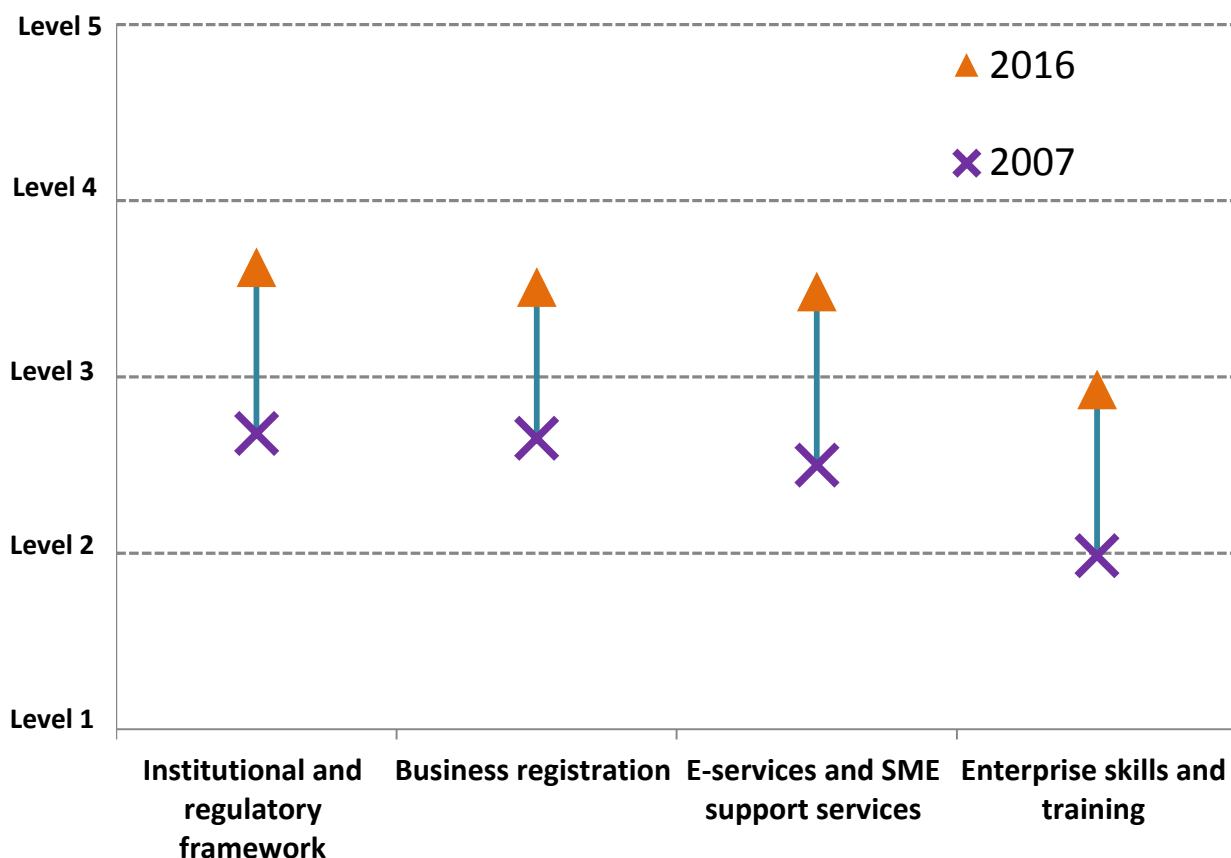 Level 5
2016
2007
Level 4
Level 3
Level 2
Level 1
Institutional and
regulatory
framework
Business registration
E-services and SME
support services
Enterprise skills and
training